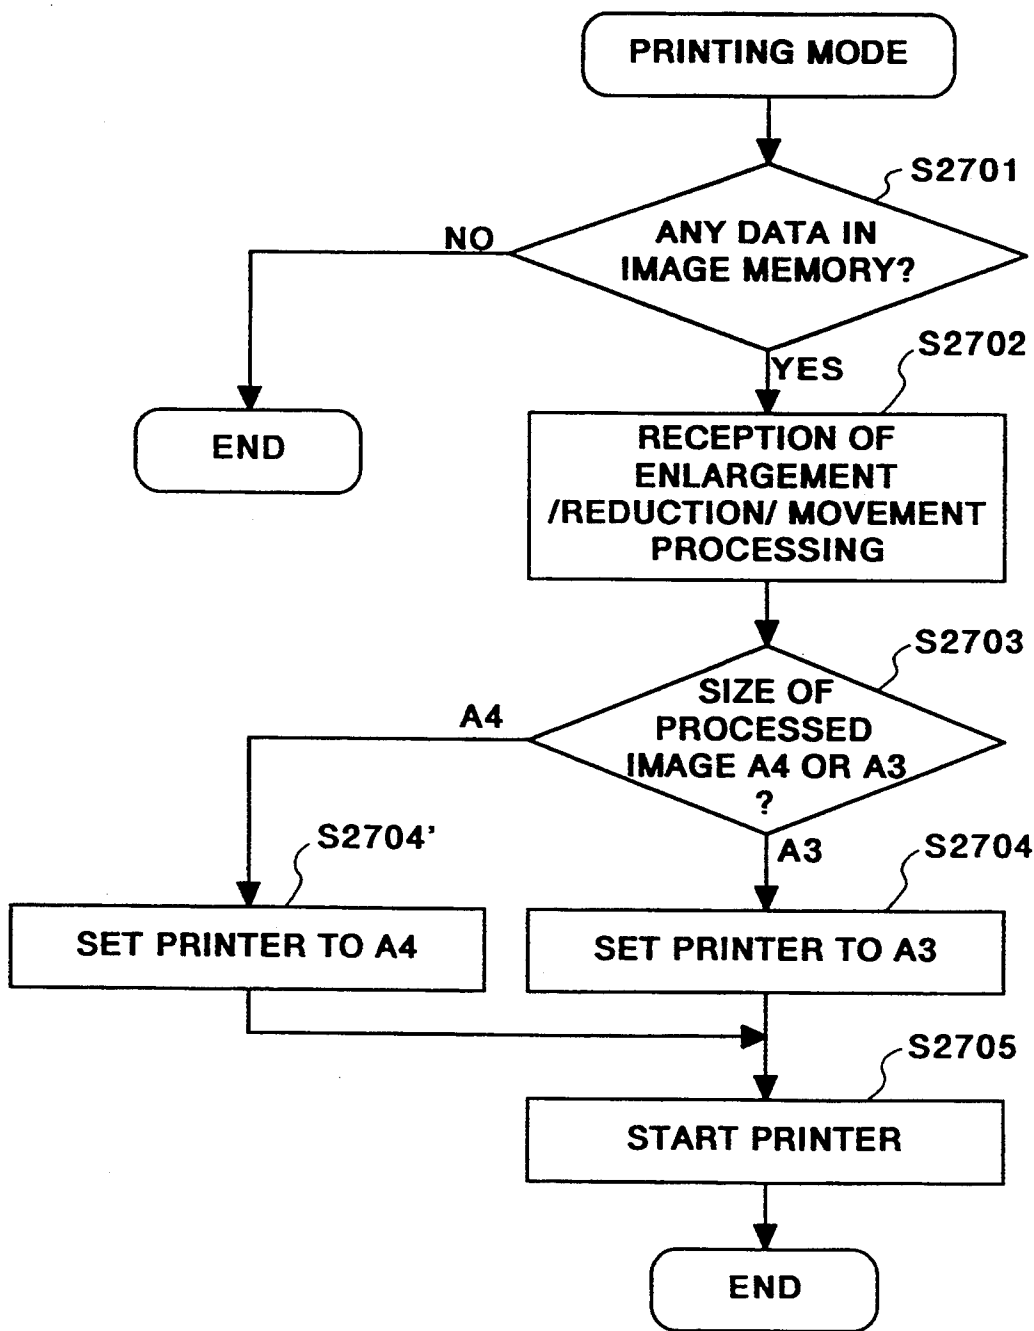 PRINTING MODE
S2701
ANY DATA IN
IMAGE MEMORY?
NO
YES
S2702
END
RECEPTION OF
ENLARGEMENT
/REDUCTION/ MOVEMENT
PROCESSING
S2703
SIZE OF
PROCESSED
IMAGE A4 OR A3
?
A4
A3
S2704'
S2704
SET PRINTER TO A4
SET PRINTER TO A3
S2705
START PRINTER
END